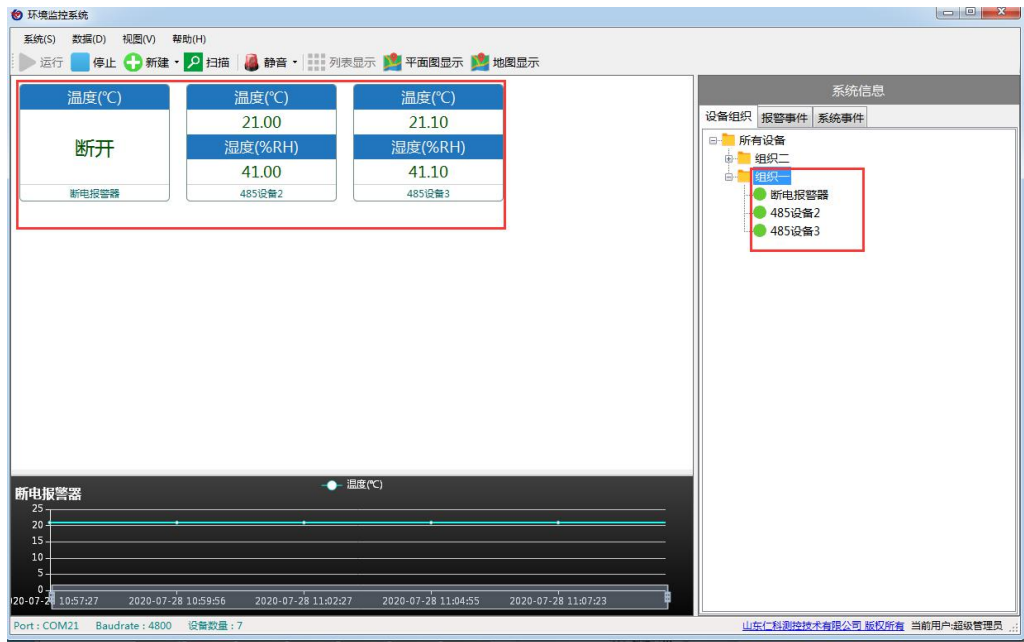 环境监控系统
系统(S) 数据(D) 视图(V) 帮助(H)
运行 停止 新建 扫描 静音 列表显示 平面图显示 地图显示
温度(℃) 温度(℃) 温度(℃)
断开 21.00 21.10
湿度(%RH) 湿度(%RH)
41.00 41.10
断电报警器 485设备2 485设备3
系统信息
设备组织 报警事件 系统事件
所有设备
组织二
组织一
断电报警器
485设备2
485设备3
断电报警器
温度(℃)
25
20
15
10
5
0
20-07-2 10:57:27 2020-07-28 10:59:56 2020-07-28 11:02:27 2020-07-28 11:04:55 2020-07-28 11:07:23
Port : COM21 Baudrate : 4800 设备数量 : 7 山东仁科测控技术有限公司 版权所有 当前用户:超级管理员